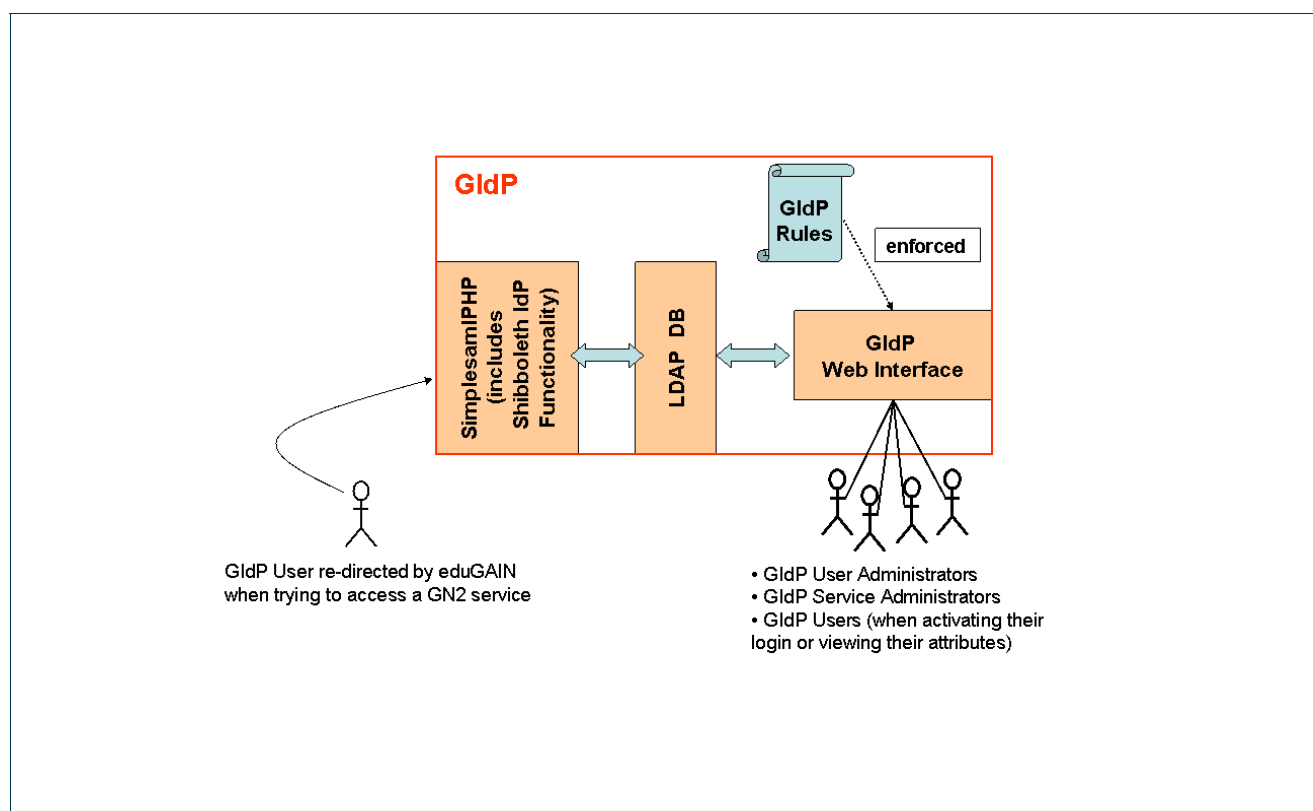 GIdP
GIdP
Rules
enforced
SimplesamlPHP
(includes
Shibboleth IdP
Functionality)
LDAP DB
GIdP
Web Interface
GIdP User re-directed by eduGAIN
when trying to access a GN2 service
• GIdP User Administrators
• GIdP Service Administrators
• GIdP Users (when activating their
login or viewing their attributes)